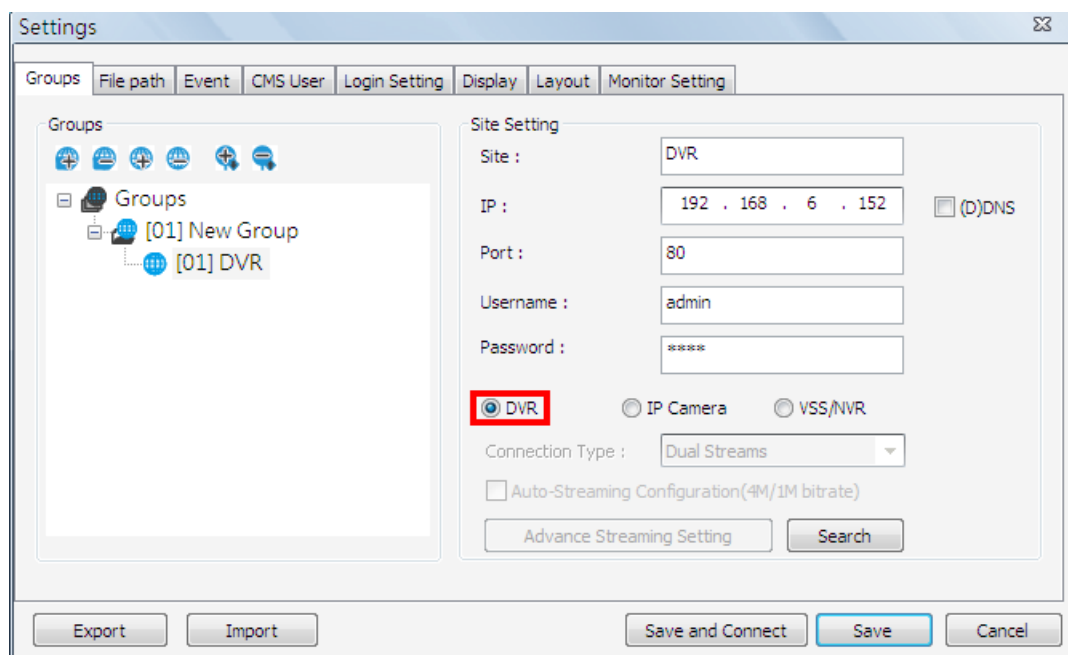 Settings
Groups File path Event CMS User Login Setting Display Layout Monitor Setting
Groups
Groups
[01] New Group
[01] DVR
Site Setting
Site : DVR
IP : 192 . 168 . 6 . 152 (D)DNS
Port : 80
Username : admin
Password : ****
DVR IP Camera VSS/NVR
Connection Type : Dual Streams
Auto-Streaming Configuration(4M/1M bitrate)
Advance Streaming Setting Search
Export Import Save and Connect Save Cancel